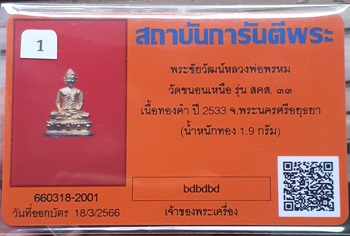 1
สถาบันการันตีพระ
พระชัยวัฒน์หลวงพ่อพรหม
วัดขนอนเหนือ รุ่น สคส. ๓๓
เนื้อทองคำ ปี 2533 จ.พระนครศรีอยุธยา
(น้ำหนักทอง 1.9 กรัม)
bdbdbd
660318-2001
วันที่ออกบัตร 18/3/2566
เจ้าของพระเครื่อง